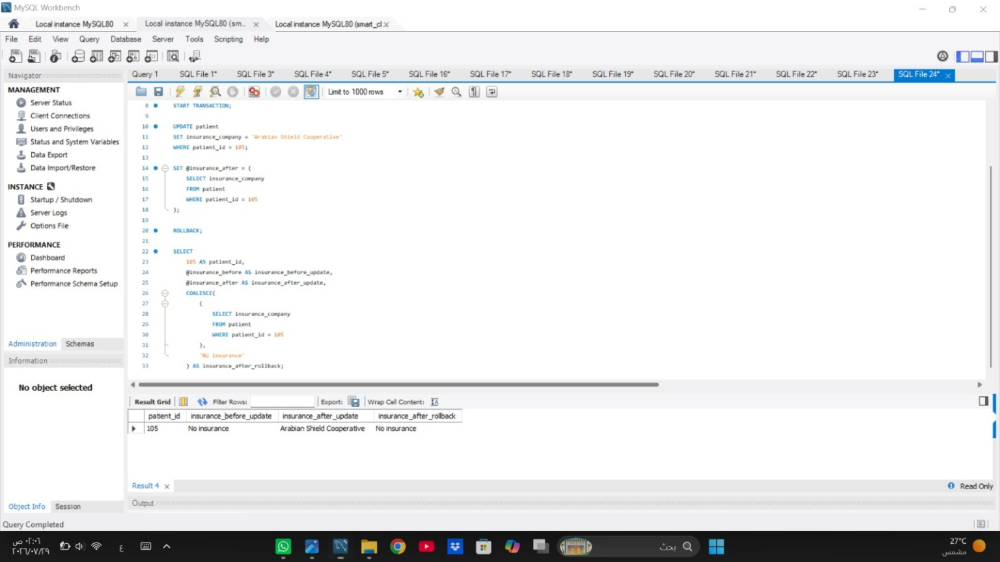 MySQL Workbench
Local instance MySQL80 x Local instance MySQL80 (sm... x Local instance MySQL80 (smart_cl x
File Edit View Query Database Server Tools Scripting Help
Navigator
MANAGEMENT
Server Status
Client Connections
Users and Privileges
Status and System Variables
Data Export
Data Import/Restore
INSTANCE
Startup / Shutdown
Server Logs
Options File
PERFORMANCE
Dashboard
Performance Reports
Performance Schema Setup
Administration Schemas
Information
No object selected
Object Info Session
Query 1 SQL File 1* SQL File 3* SQL File 4* SQL File 5* SQL File 16* SQL File 17* SQL File 18* SQL File 19* SQL File 20* SQL File 21* SQL File 22* SQL File 23* SQL File 24* x
Limit to 1000 rows
8 START TRANSACTION;
9
10 UPDATE patient
11 SET insurance_company = 'Arabian Shield Cooperative'
12 WHERE patient_id = 105;
13
14 SET @insurance_after = (
15 SELECT insurance_company
16 FROM patient
17 WHERE patient_id = 105
18 );
19
20 ROLLBACK;
21
22 SELECT
23 105 AS patient_id,
24 @insurance_before AS insurance_before_update,
25 @insurance_after AS insurance_after_update,
26 COALESCE(
27 (
28 SELECT insurance_company
29 FROM patient
30 WHERE patient_id = 105
31 ),
32 'No insurance'
33 ) AS insurance_after_rollback;
Result Grid Filter Rows: Export: Wrap Cell Content:
patient_id insurance_before_update insurance_after_update insurance_after_rollback
105 No insurance Arabian Shield Cooperative No insurance
Result 4 x Read Only
Output
Query Completed
٠٢:٠٦ ص
٢٠٢٦/٠٧/٢٩
ع
بحث
27°C
مشمس